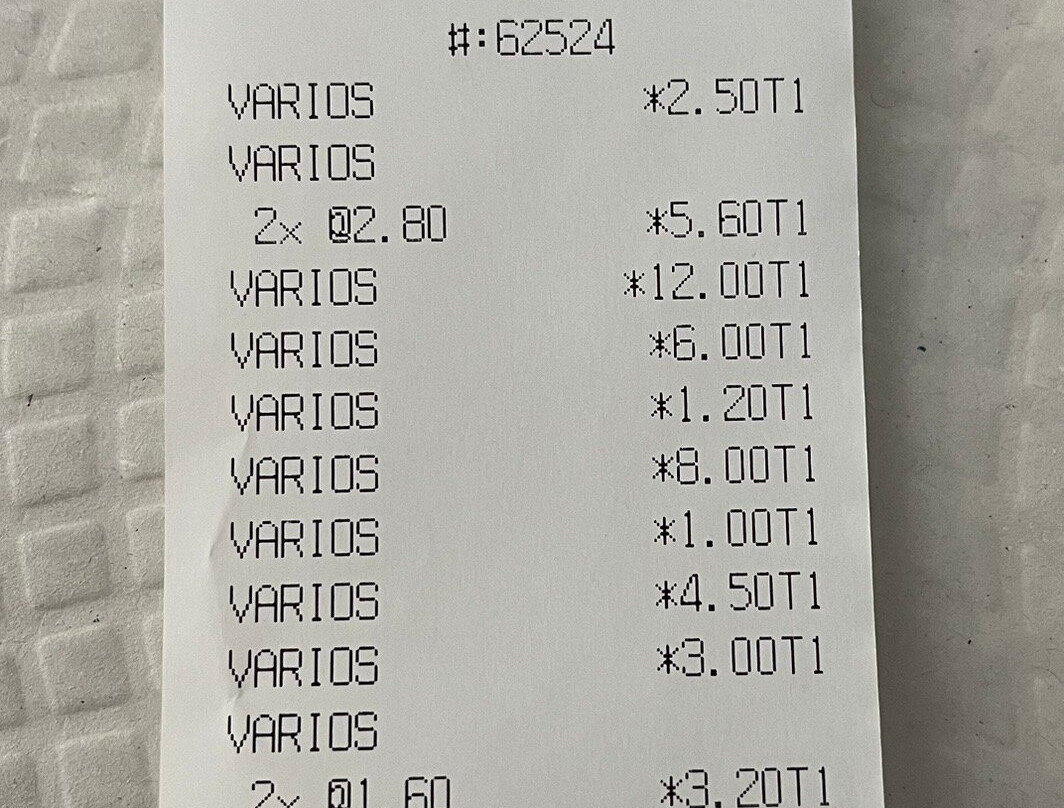 #:62524
VARIOS *2.50T1
VARIOS
2x @2.80 *5.60T1
VARIOS *12.00T1
VARIOS *6.00T1
VARIOS *1.20T1
VARIOS *8.00T1
VARIOS *1.00T1
VARIOS *4.50T1
VARIOS *3.00T1
VARIOS
2x @1.60 *3.20T1